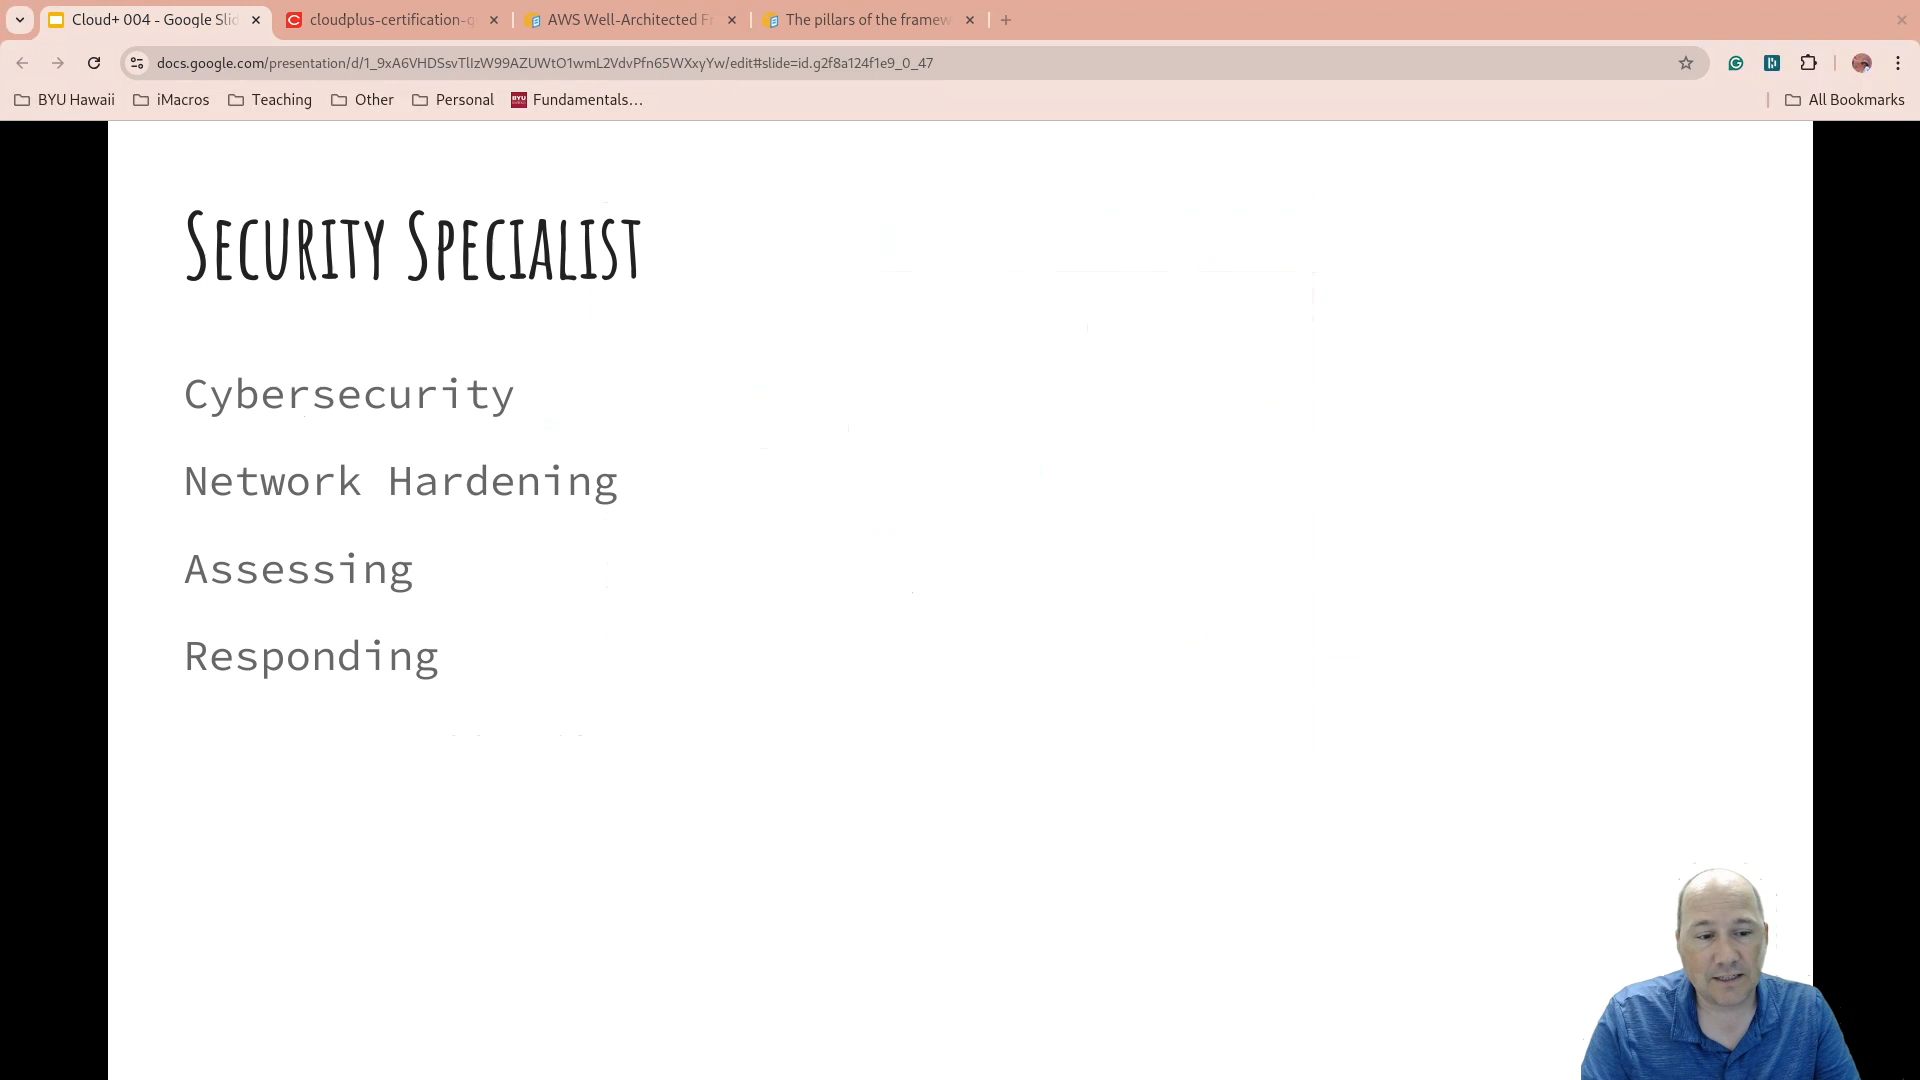 Cloud+ 004 - Google Slid
cloudplus-certification-
AWS Well-Architected Fr
The pillars of the framew
docs.google.com/presentation/d/1_9xA6VHDSsvTlIzW99AZUWtO1wmL2VdvPfn65WXxyYw/edit#slide=id.g2f8a124f1e9_0_47
BYU Hawaii
iMacros
Teaching
Other
Personal
BYU
Fundamentals...
All Bookmarks
Security Specialist
Cybersecurity
Network Hardening
Assessing
Responding